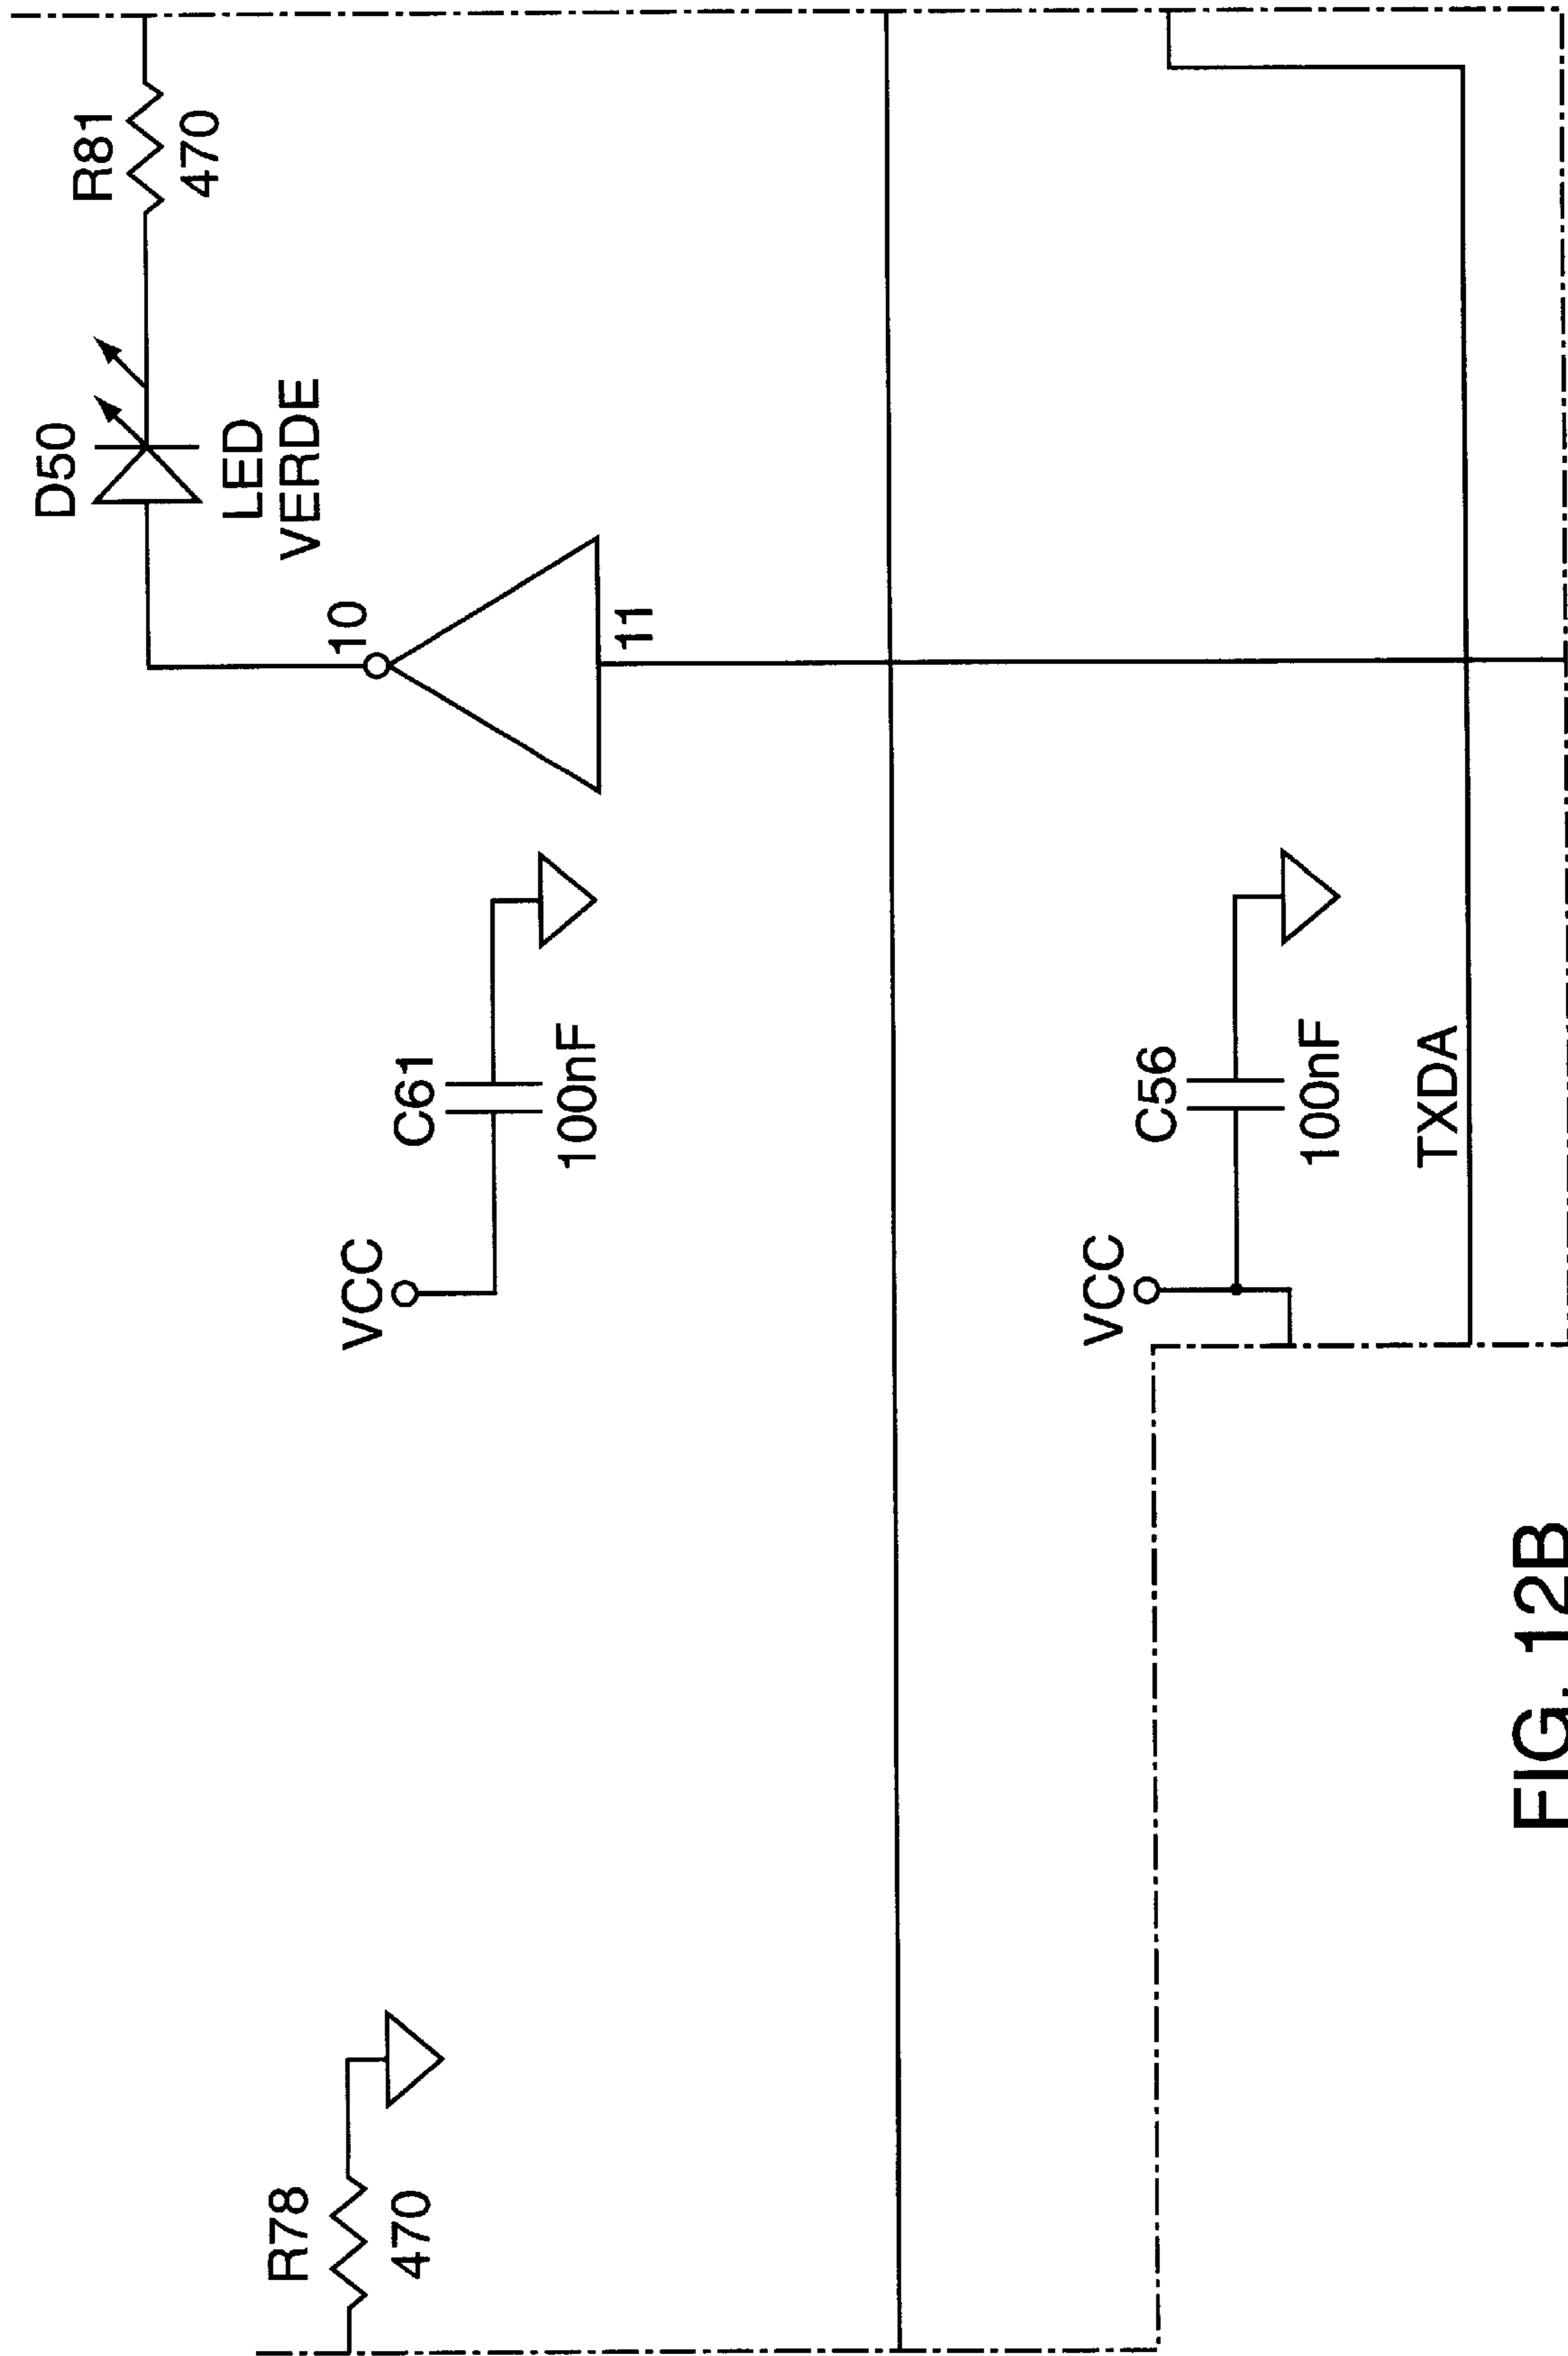 R81
470
D50
LED
VERDE
10
11
C61
100nF
VCC
C56
100nF
VCC
TXDA
R78
470
FIG. 12B